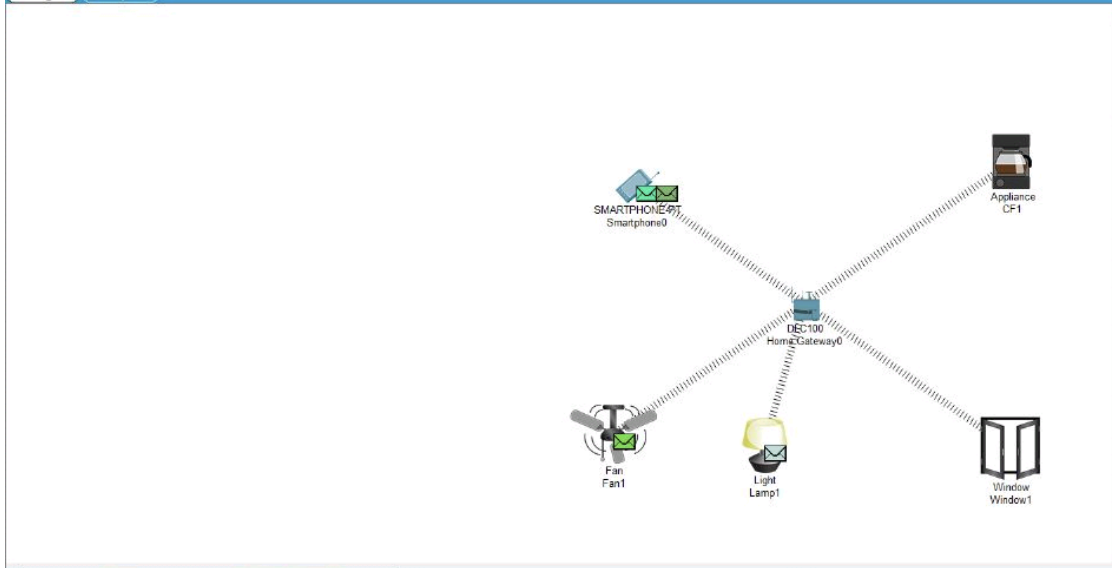 SMARTPHONE-PT
Smartphone0
Appliance
CF1
DLC100
Home Gateway0
Fan
Fan1
Light
Lamp1
Window
Window1